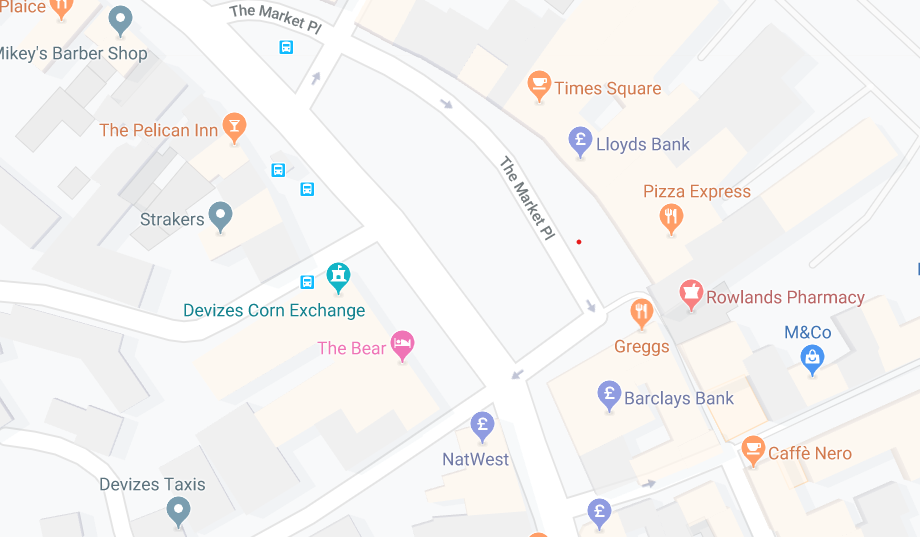 Plaice
The Market Pl
Mikey's Barber Shop
Times Square
The Pelican Inn
£
Lloyds Bank
The Market Pl
Pizza Express
Strakers
Devizes Corn Exchange
Rowlands Pharmacy
The Bear
Greggs
M&Co
£
Barclays Bank
£
NatWest
Caffè Nero
Devizes Taxis
£